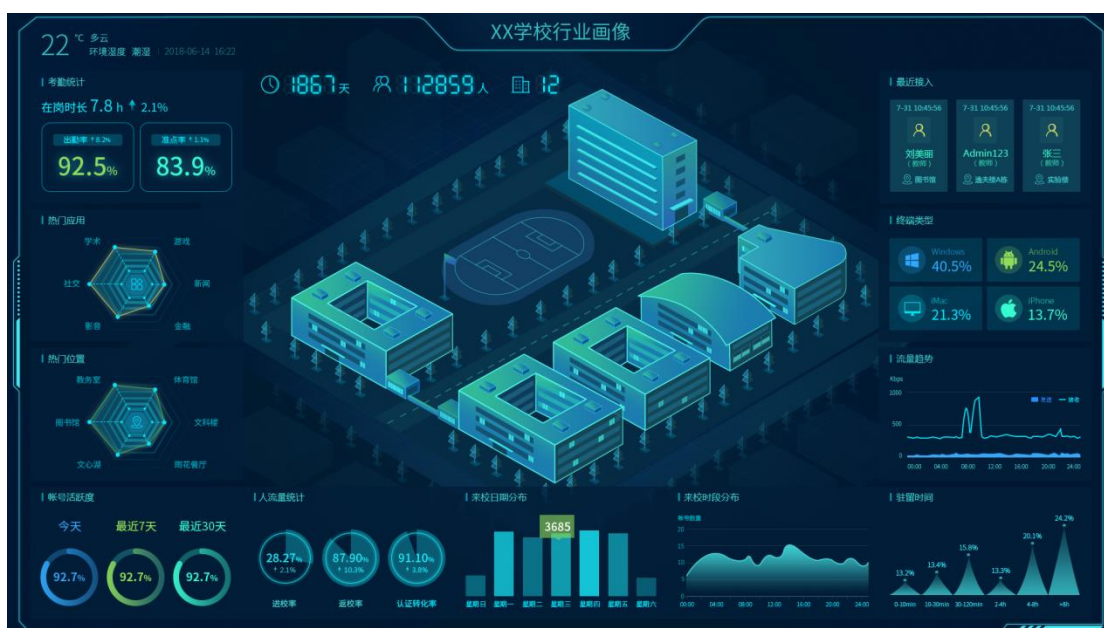 XX学校行业画像
22 ℃ 多云
环境湿度 潮湿 2018-06-14 16:22
考勤统计
在岗时长 7.8 h 2.1%
出勤率 8.2%
92.5%
准点率 1.3%
83.9%
热门应用
学术 游戏
社交 新闻
影音 金融
热门位置
教务室 体育馆
图书馆 文科楼
文心湖 雨花餐厅
帐号活跃度
今天 最近7天 最近30天
92.7% 92.7% 92.7%
1867 天 112859 人 12
人流量统计
28.27% 87.90% 91.10%
2.1% 10.3% 3.8%
进校率 返校率 认证转化率
来校日期分布
3685
星期日 星期一 星期二 星期三 星期四 星期五 星期六
来校时段分布
帐号数量
20
15
10
5
00:00 04:00 08:00 12:00 16:00 20:00 24:00
最近接入
7-31 10:45:56 7-31 10:45:56 7-31 10:45:56
刘美丽 Admin123 张三
（教师） （教师） （教师）
图书馆 逸夫楼A栋 实验楼
终端类型
Windows Android
40.5% 24.5%
iMac iPhone
21.3% 13.7%
流量趋势
Kbps
1000
发送 接收
500
0
00:00 04:00 08:00 12:00 16:00 20:00 24:00
驻留时间
13.2% 13.4% 15.8% 13.3% 20.1% 24.2%
0-10min 10-30min 30-120min 2-4h 4-8h >8h